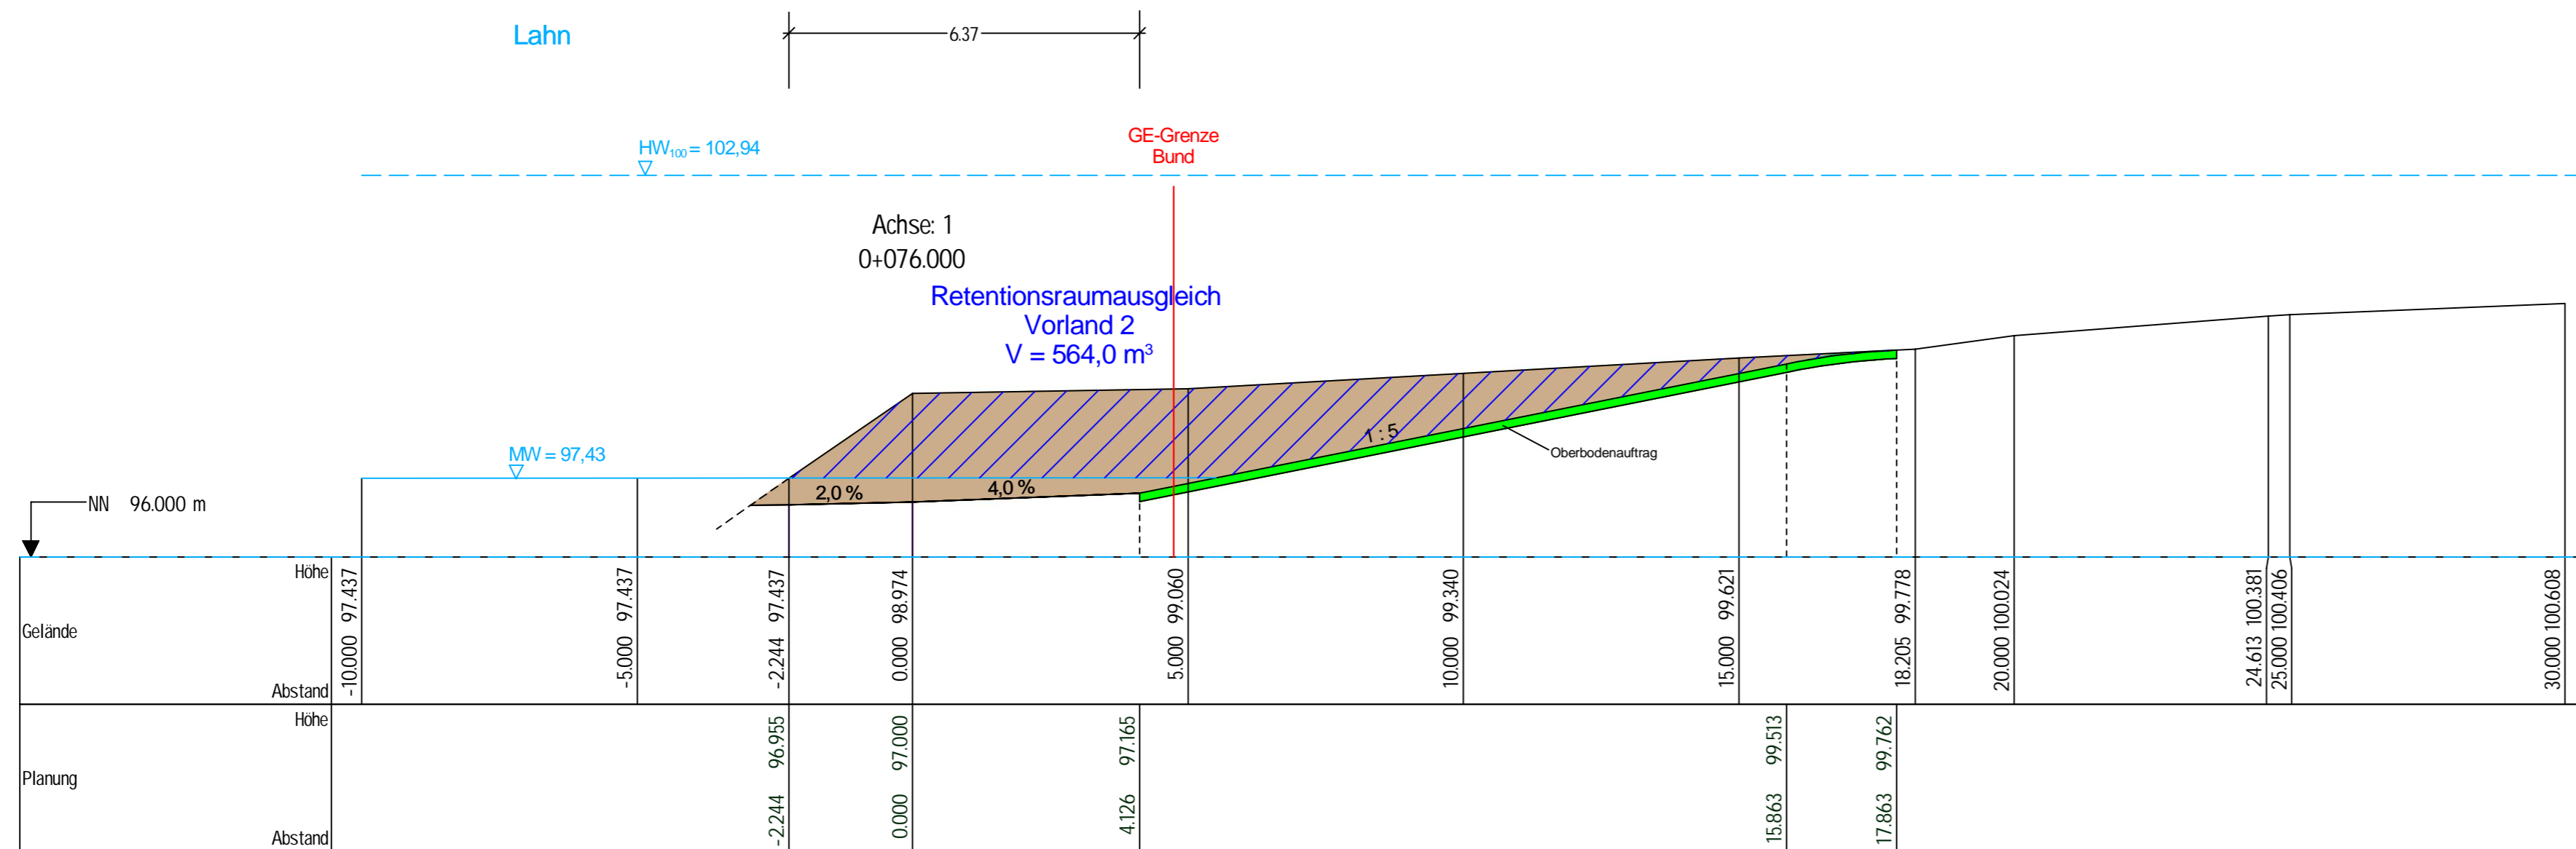 Lahn
6.37
HW100 = 102,94
GE-Grenze
Bund
Achse: 1
0+076.000
Retentionsraumausgleich
Vorland 2
V = 564,0 m³
MW = 97,43
1 : 5
Oberbodenauftrag
2,0 %
4,0 %
NN 96.000 m
Höhe
Gelände
Abstand
-10.000 97.437
-5.000 97.437
-2.244 97.437
0.000 98.974
5.000 99.060
10.000 99.340
15.000 99.621
18.205 99.778
20.000 100.024
24.613 100.381
25.000 100.406
30.000 100.608
Höhe
Planung
Abstand
-2.244 96.955
0.000 97.000
4.126 97.165
15.863 99.513
17.863 99.762